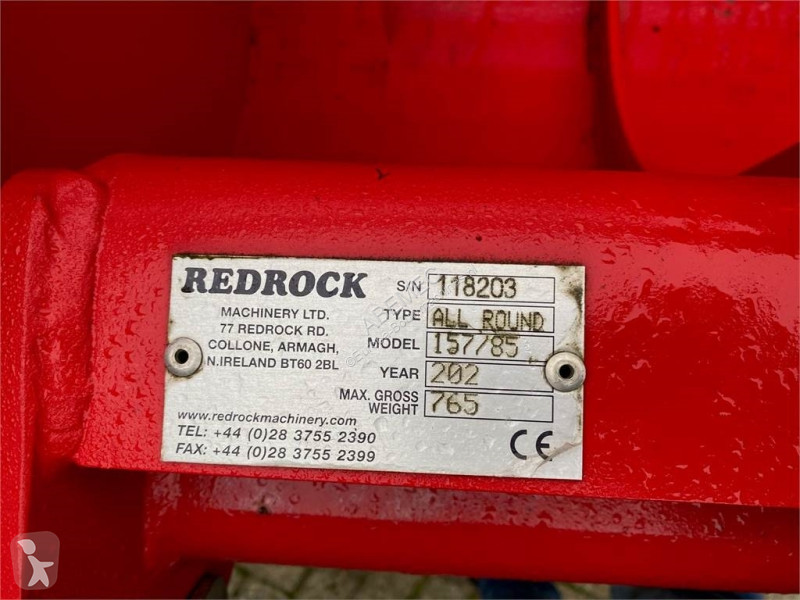 REDROCK
MACHINERY LTD.
77 REDROCK RD.
COLLONE, ARMAGH,
N.IRELAND BT60 2BL
S/N 118203
TYPE ALL ROUND
MODEL 157/85
YEAR 202
MAX. GROSS
WEIGHT 765
www.redrockmachinery.com
TEL: +44 (0)28 3755 2390
FAX: +44 (0)28 3755 2399
CE